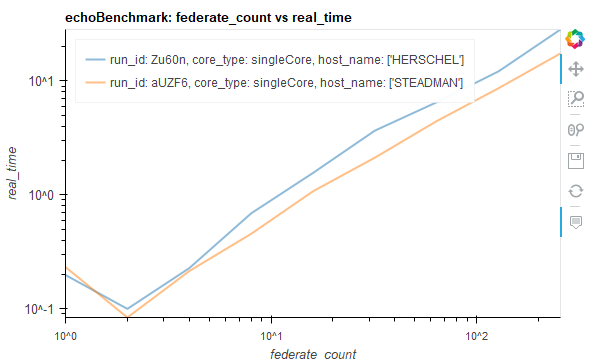 echoBenchmark: federate_count vs real_time
run_id: Zu60n, core_type: singleCore, host_name: ['HERSCHEL']
run_id: aUZF6, core_type: singleCore, host_name: ['STEADMAN']
10^1
10^0
10^-1
real_time
10^0
10^1
10^2
federate_count